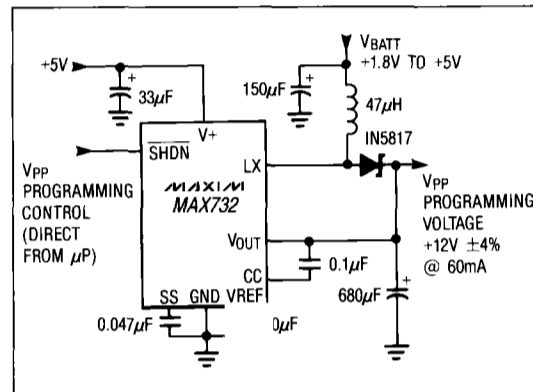 VBATT
+1.8V TO +5V
+5V
33µF
150µF
47µH
V+
IN5817
SHDN
LX
VPP
PROGRAMMING
CONTROL
(DIRECT
FROM µP)
MAXIM
MAX732
VPP
PROGRAMMING
VOLTAGE
+12V ±4%
@ 60mA
VOUT
0.1µF
CC
680µF
SS GND VREF
0.047µF
0µF